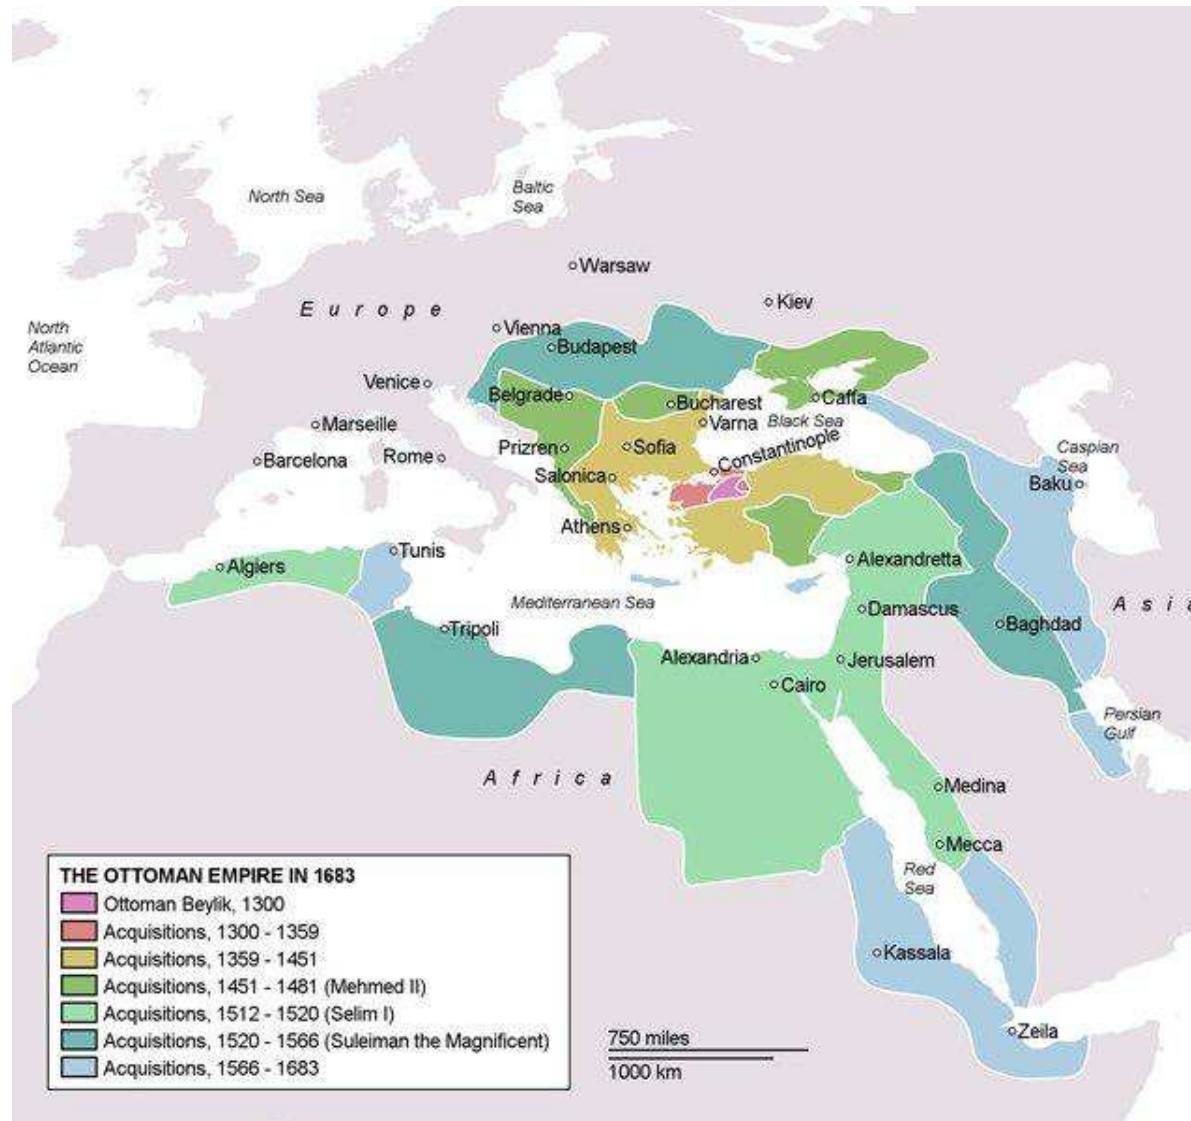 North Sea
Baltic
Sea
Warsaw
Europe
Kiev
North
Atlantic
Ocean
Vienna
Budapest
Venice
Belgrade
Bucharest
Caffa
Marseille
Varna
Black Sea
Prizren
Sofia
Constantinople
Caspian
Sea
Barcelona
Rome
Salonica
Baku
Athens
Tunis
Algiers
Alexandretta
Mediterranean Sea
Damascus
Asia
Tripoli
Baghdad
Alexandria
Jerusalem
Cairo
Persian
Gulf
Africa
Medina
Mecca
Red
Sea
Kassala
Zeila
THE OTTOMAN EMPIRE IN 1683
Ottoman Beylik, 1300
Acquisitions, 1300 - 1359
Acquisitions, 1359 - 1451
Acquisitions, 1451 - 1481 (Mehmed II)
Acquisitions, 1512 - 1520 (Selim I)
Acquisitions, 1520 - 1566 (Suleiman the Magnificent)
Acquisitions, 1566 - 1683
750 miles
1000 km